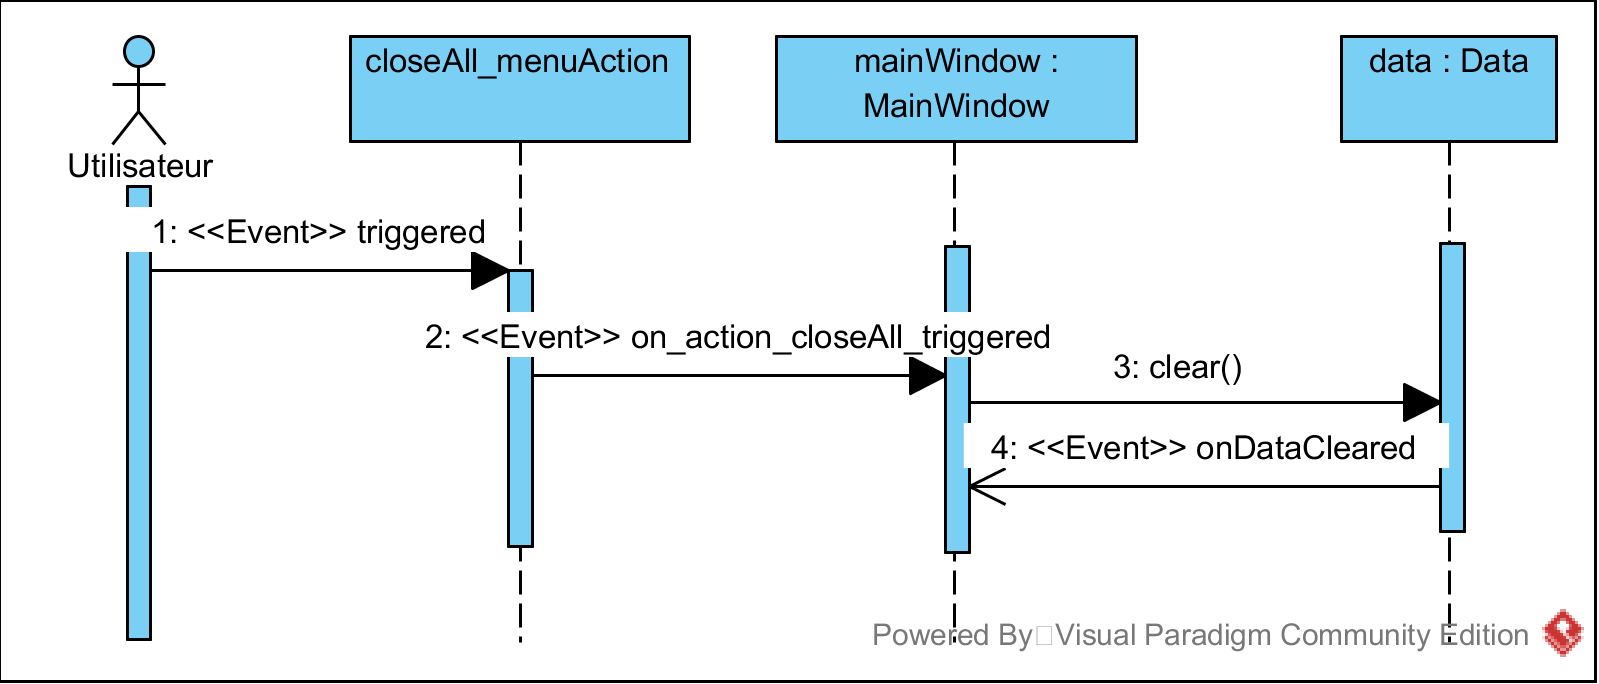 closeAll_menuAction
mainWindow :
MainWindow
data : Data
Utilisateur
1: <<Event>> triggered
2: <<Event>> on_action_closeAll_triggered
3: clear()
4: <<Event>> onDataCleared
Powered By Visual Paradigm Community Edition